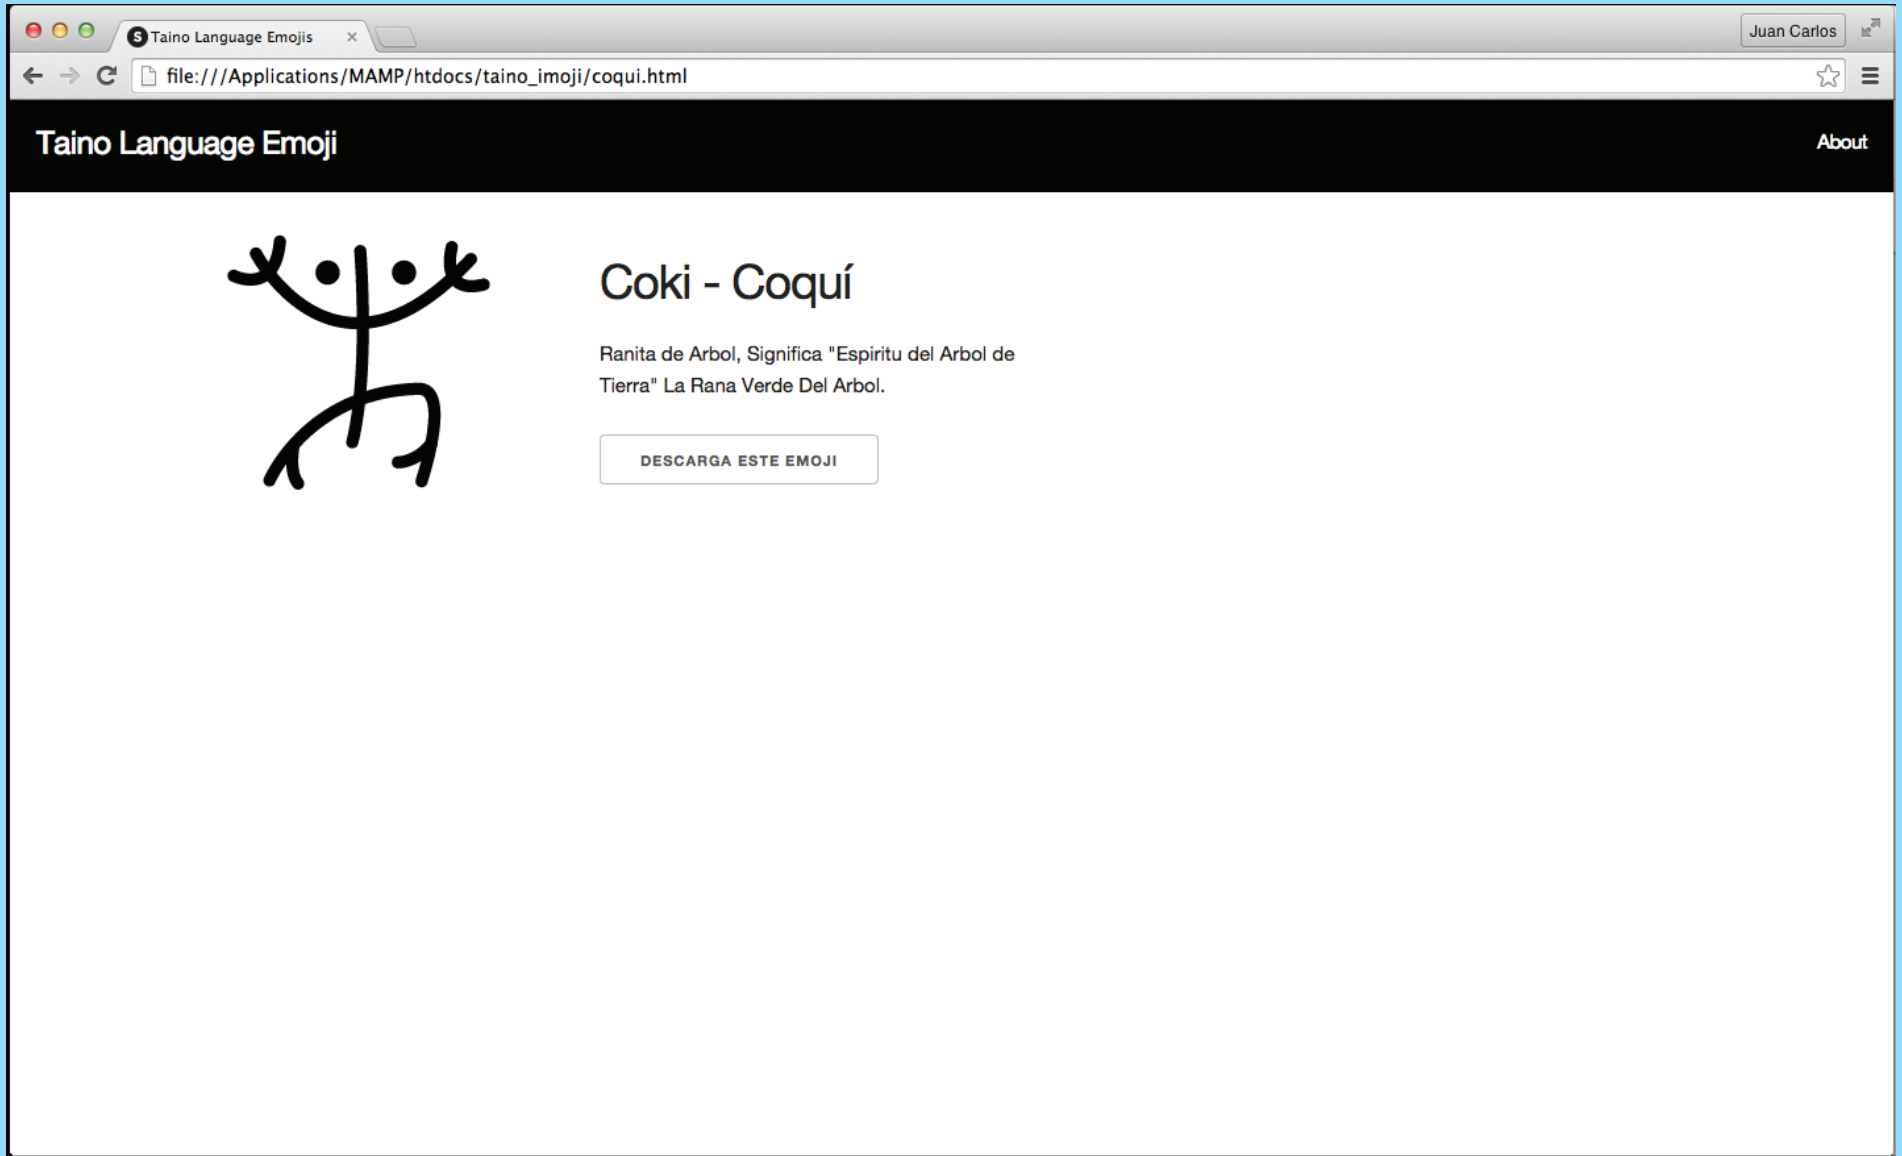 Taino Language Emojis
Juan Carlos
file:///Applications/MAMP/htdocs/taino_imoji/coqui.html
Taino Language Emoji
About
Coki - Coquí
Ranita de Arbol, Significa "Espiritu del Arbol de
Tierra" La Rana Verde Del Arbol.
DESCARGA ESTE EMOJI